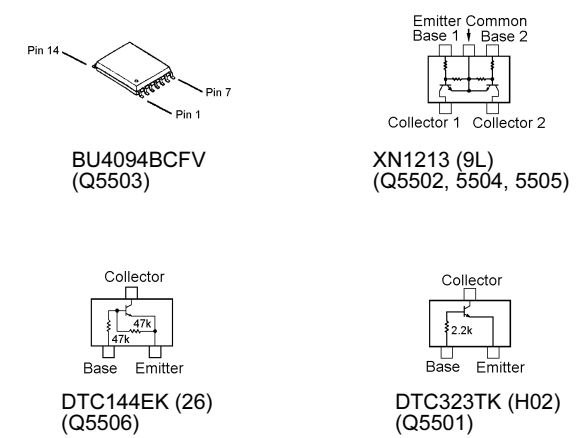 Pin 14
Pin 7
Pin 1
BU4094BCFV
(Q5503)
Emitter Common
Base 1 Base 2
Collector 1 Collector 2
XN1213 (9L)
(Q5502, 5504, 5505)
Collector
47k
47k
Base Emitter
DTC144EK (26)
(Q5506)
Collector
2.2k
Base Emitter
DTC323TK (H02)
(Q5501)